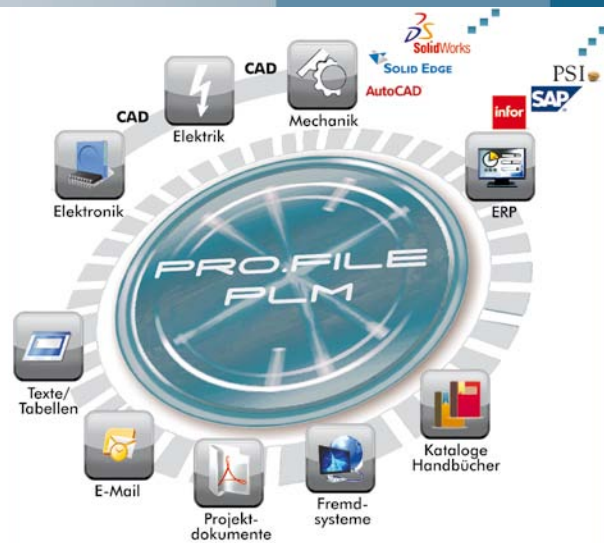 SolidWorks
SOLID EDGE
AutoCAD
PSI
infor
SAP
CAD
CAD
Mechanik
Elektrik
Elektronik
ERP
PRO.FILE
PLM
Texte/
Tabellen
E-Mail
Projekt-
dokumente
Fremd-
systeme
Kataloge
Handbücher